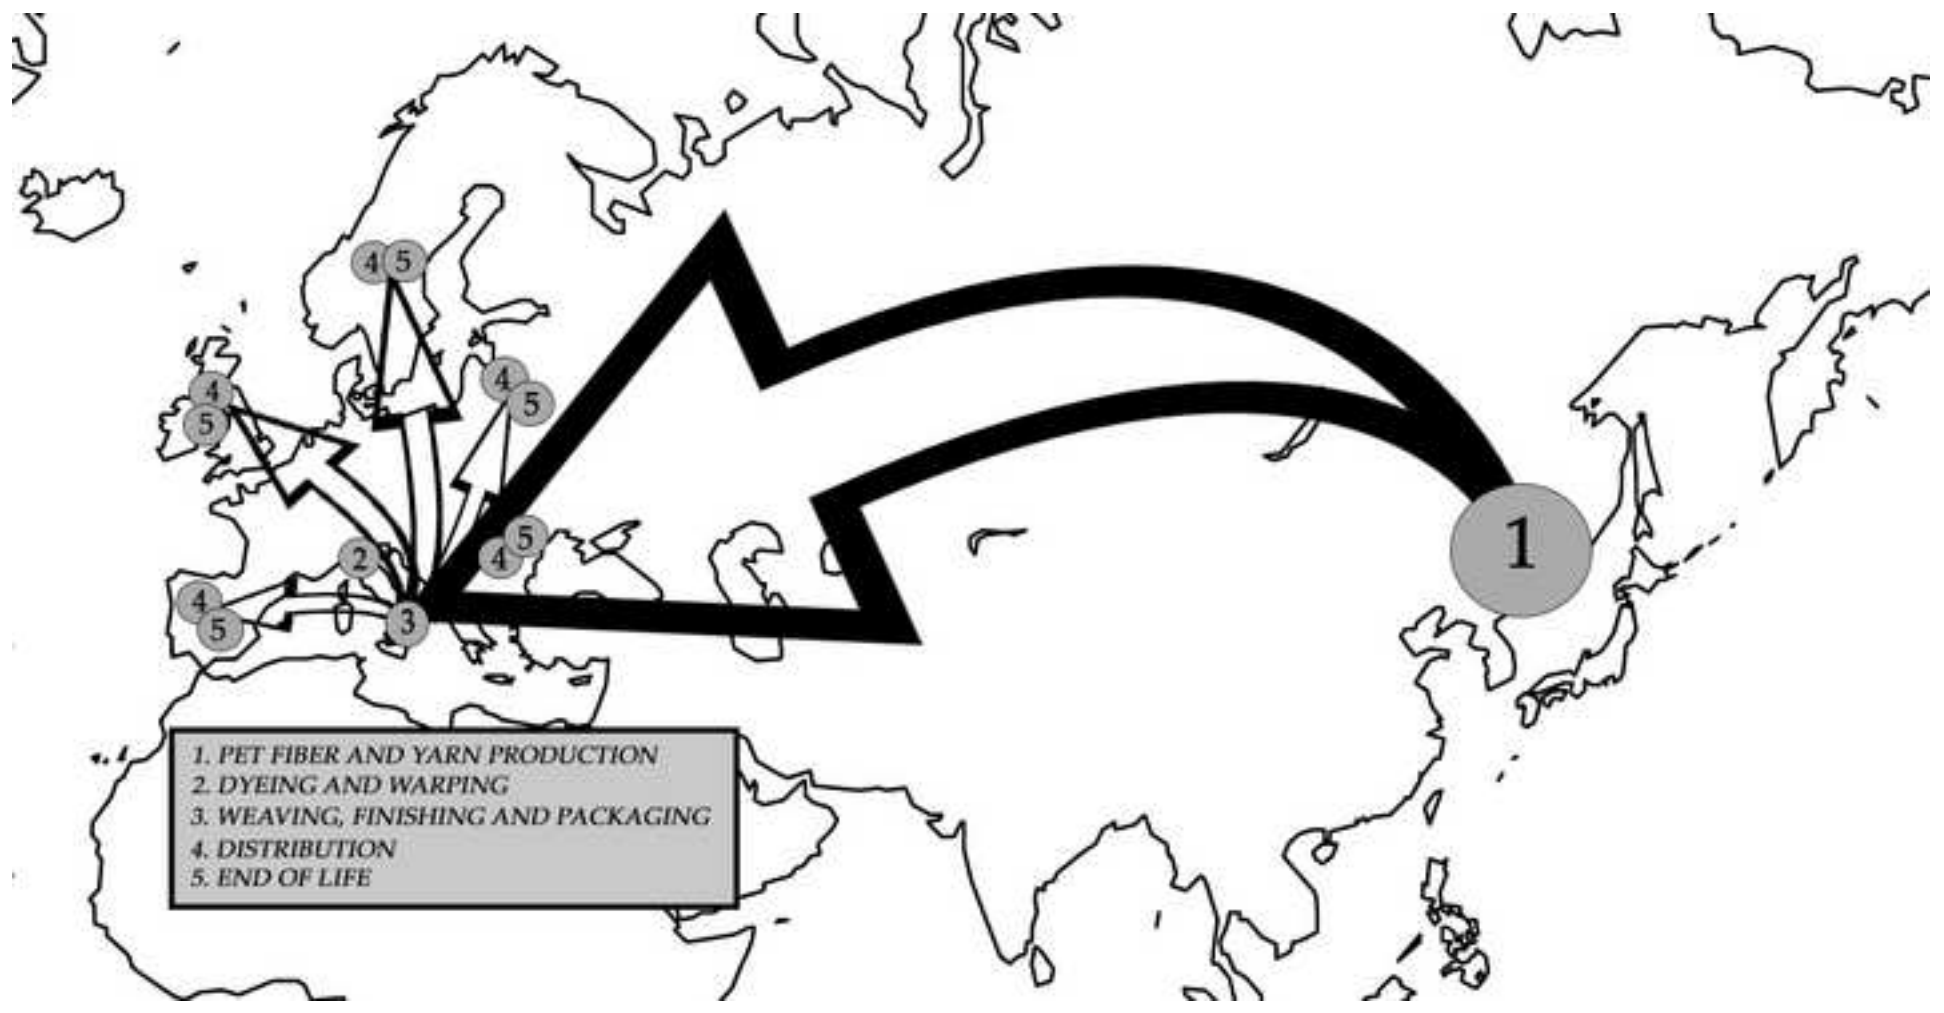 4 5
4
5
4
5
1
5
4
2
4
5
3
1. PET FIBER AND YARN PRODUCTION
2. DYEING AND WARPING
3. WEAVING, FINISHING AND PACKAGING
4. DISTRIBUTION
5. END OF LIFE